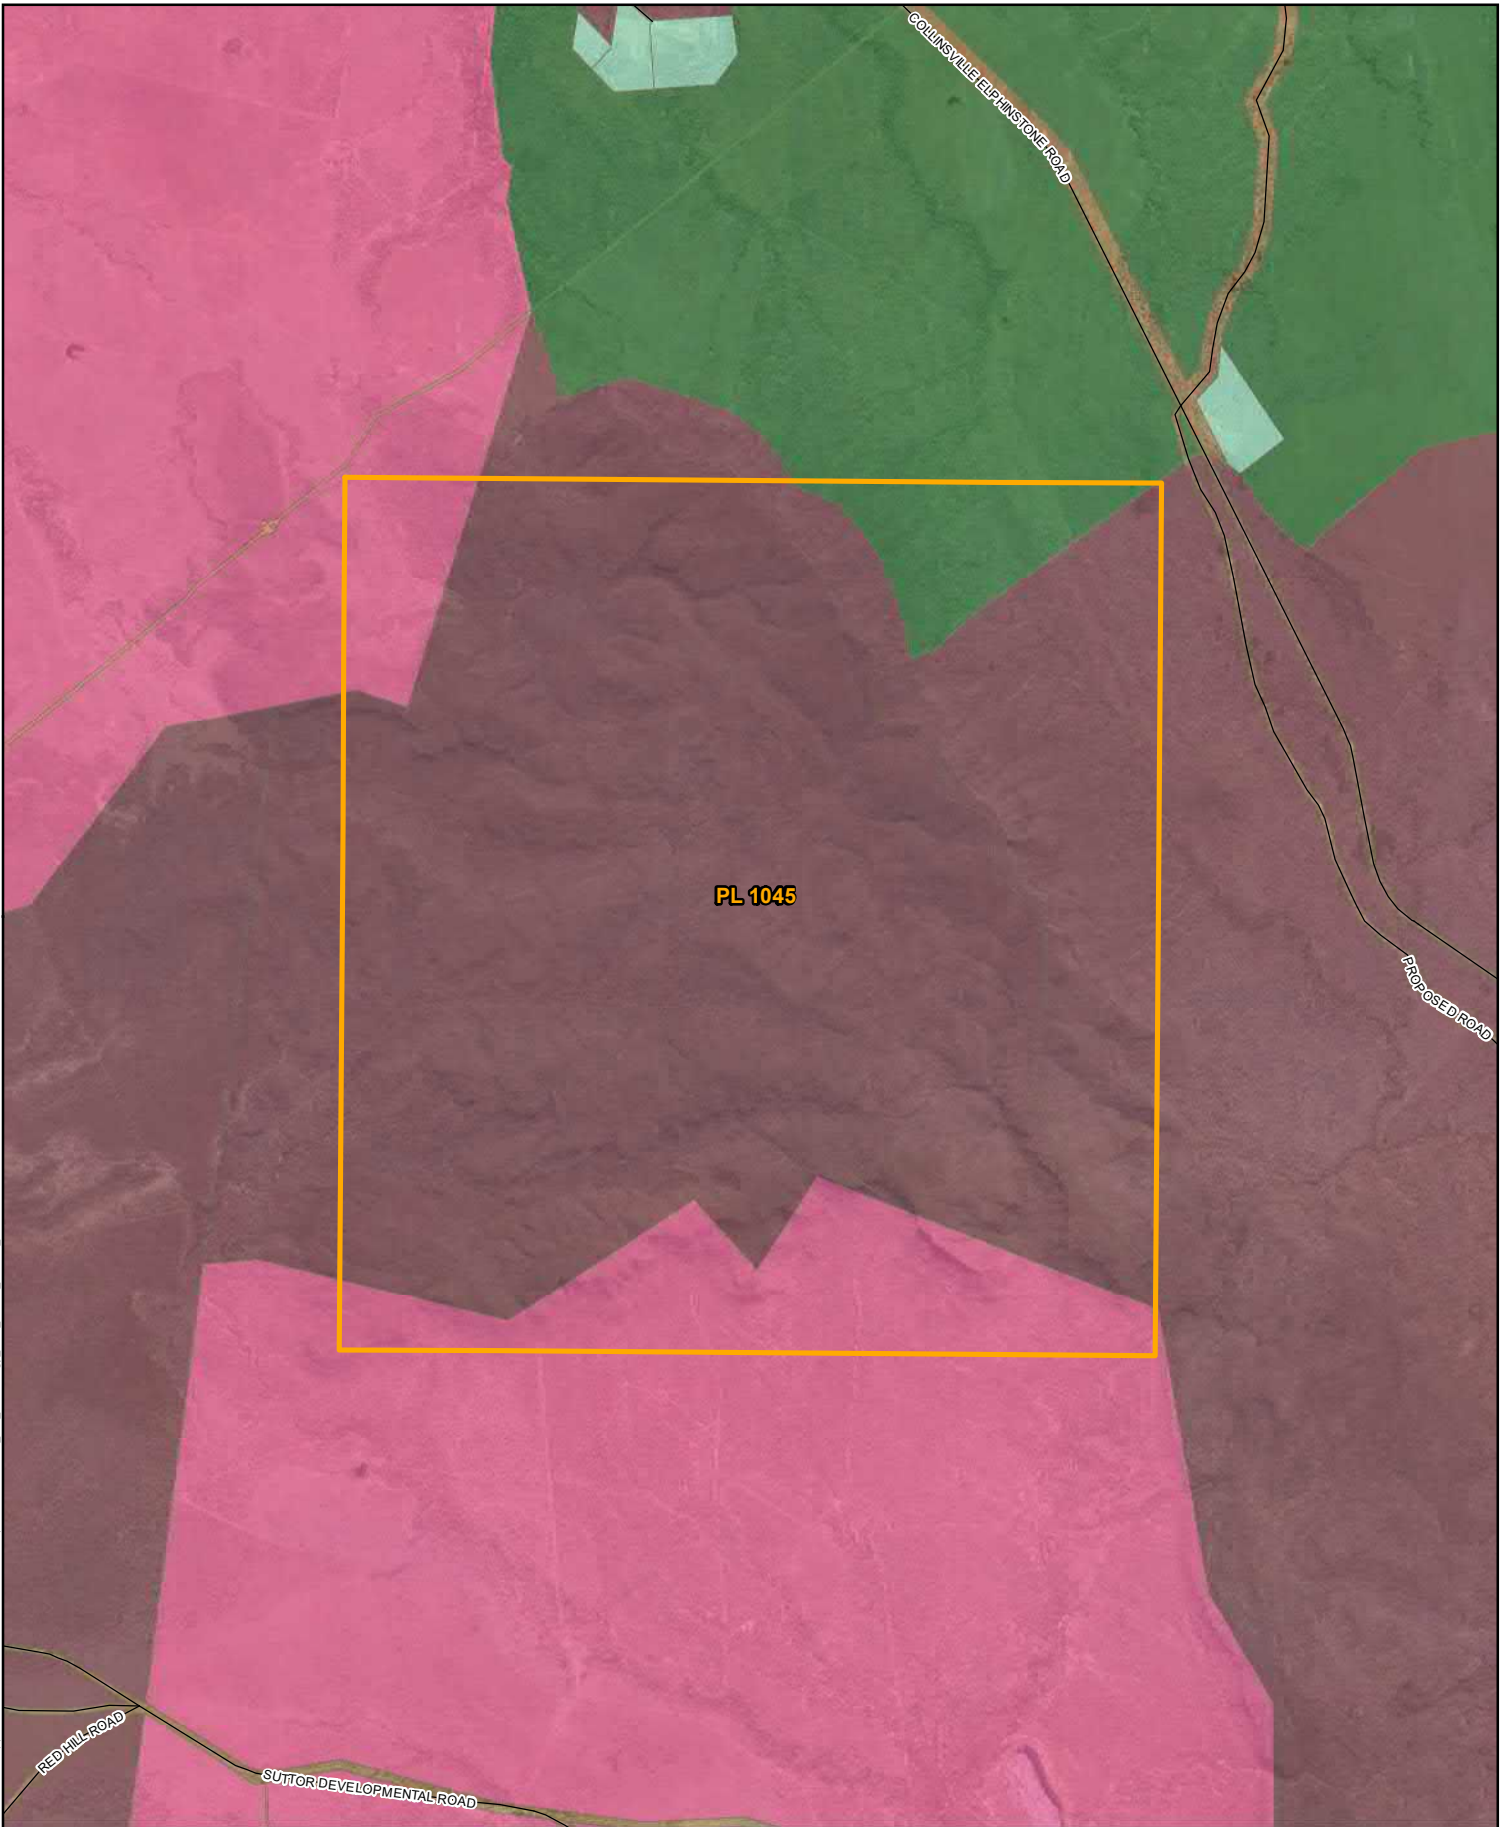 COLLINSVILLE ELPHINSTONE ROAD
PL 1045
PROPOSED ROAD
RED HILL ROAD
SUTTOR DEVELOPMENTAL ROAD